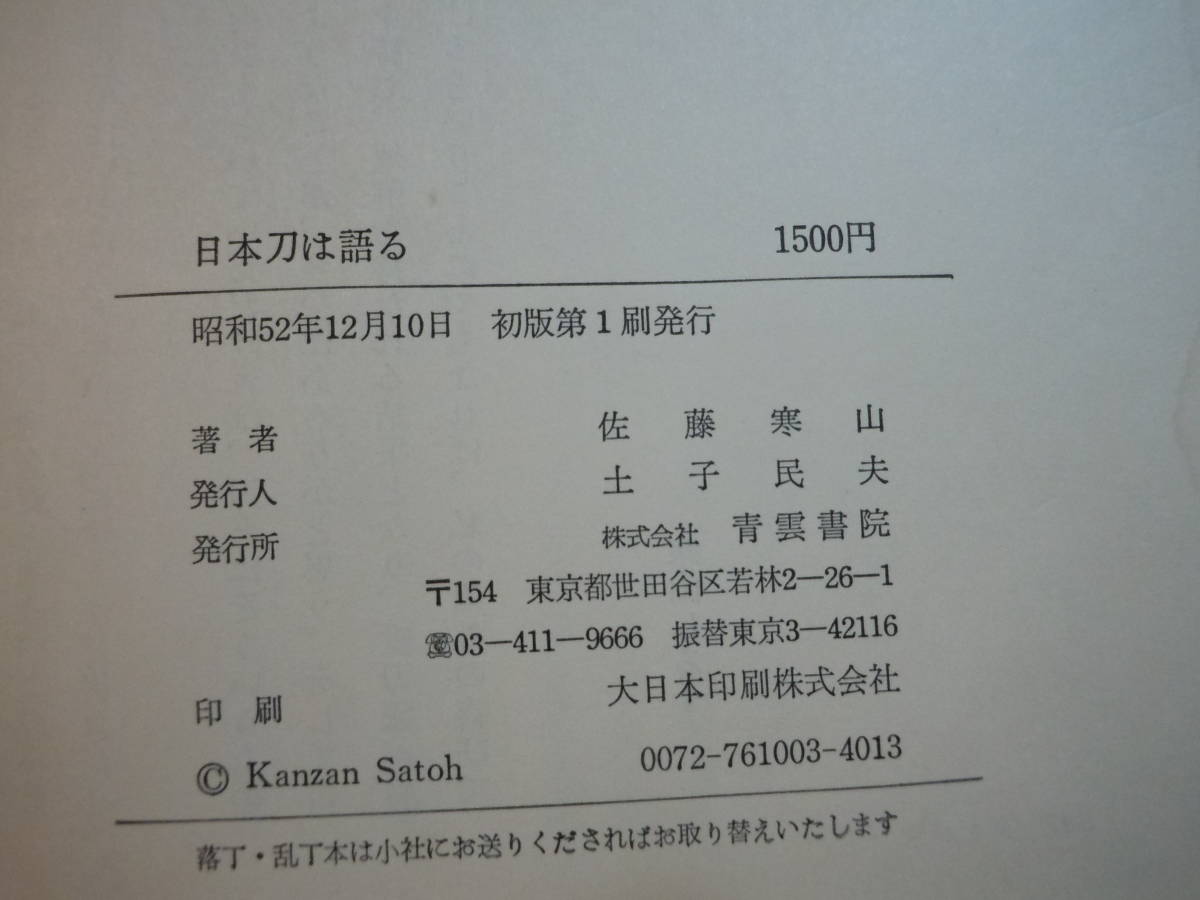 日本刀は語る 1500円
昭和52年12月10日 初版第1刷発行
著者 佐藤寒山
発行人 土子民夫
発行所 株式会社 青雲書院
〒154 東京都世田谷区若林2—26—1
☎03—411—9666 振替東京3—42116
印刷 大日本印刷株式会社
© Kanzan Satoh 0072-761003-4013
落丁・乱丁本は小社にお送りくださればお取り替えいたします